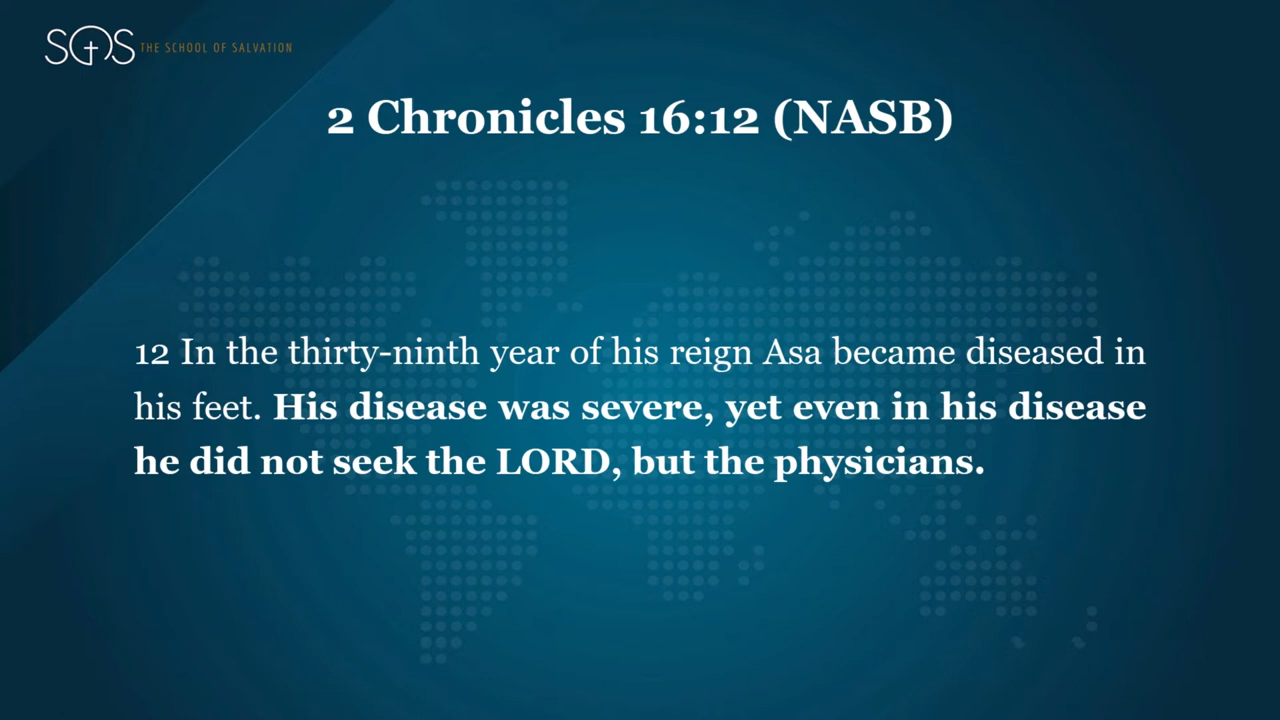 SOS THE SCHOOL OF SALVATION
2 Chronicles 16:12 (NASB)
12 In the thirty-ninth year of his reign Asa became diseased in
his feet. His disease was severe, yet even in his disease
he did not seek the LORD, but the physicians.